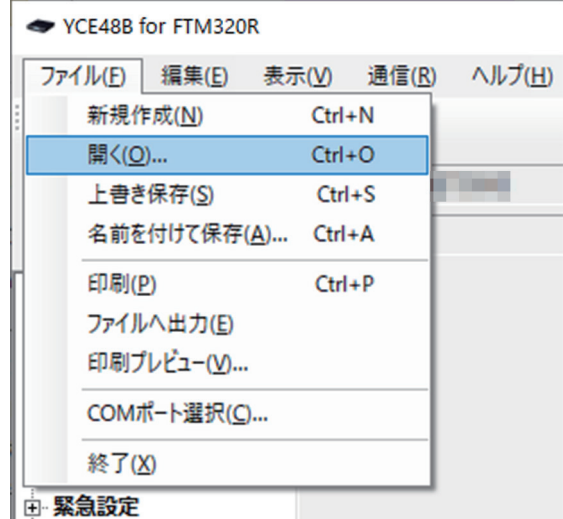 YCE48B for FTM320R
ファイル(F) 編集(E) 表示(V) 通信(R) ヘルプ(H)
新規作成(N) Ctrl+N
開く(O)... Ctrl+O
上書き保存(S) Ctrl+S
名前を付けて保存(A)... Ctrl+A
印刷(P) Ctrl+P
ファイルへ出力(E)
印刷プレビュー(V)...
COMポート選択(C)...
終了(X)
緊急設定